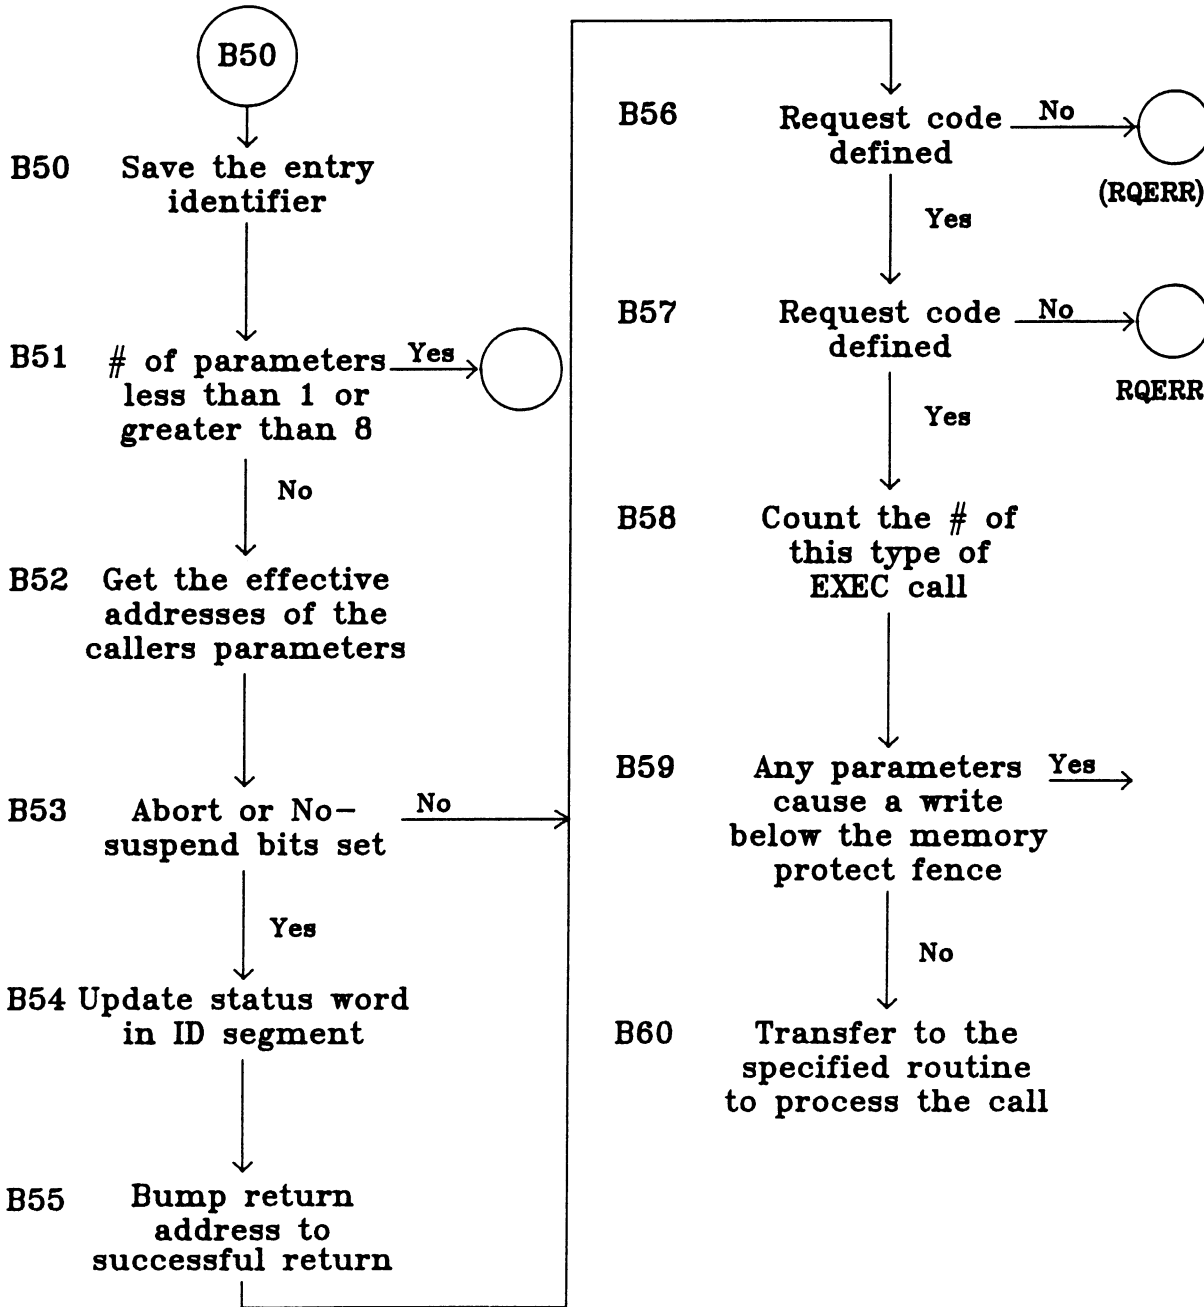 B50
B50 Save the entry
identifier
B51 # of parameters Yes
less than 1 or
greater than 8
No
B52 Get the effective
addresses of the
callers parameters
B53 Abort or No-
suspend bits set
No
Yes
B54 Update status word
in ID segment
B55 Bump return
address to
successful return
B56 Request code No
defined
(RQERR)
Yes
B57 Request code No
defined
RQERR
Yes
B58 Count the # of
this type of
EXEC call
B59 Any parameters Yes
cause a write
below the memory
protect fence
No
B60 Transfer to the
specified routine
to process the call